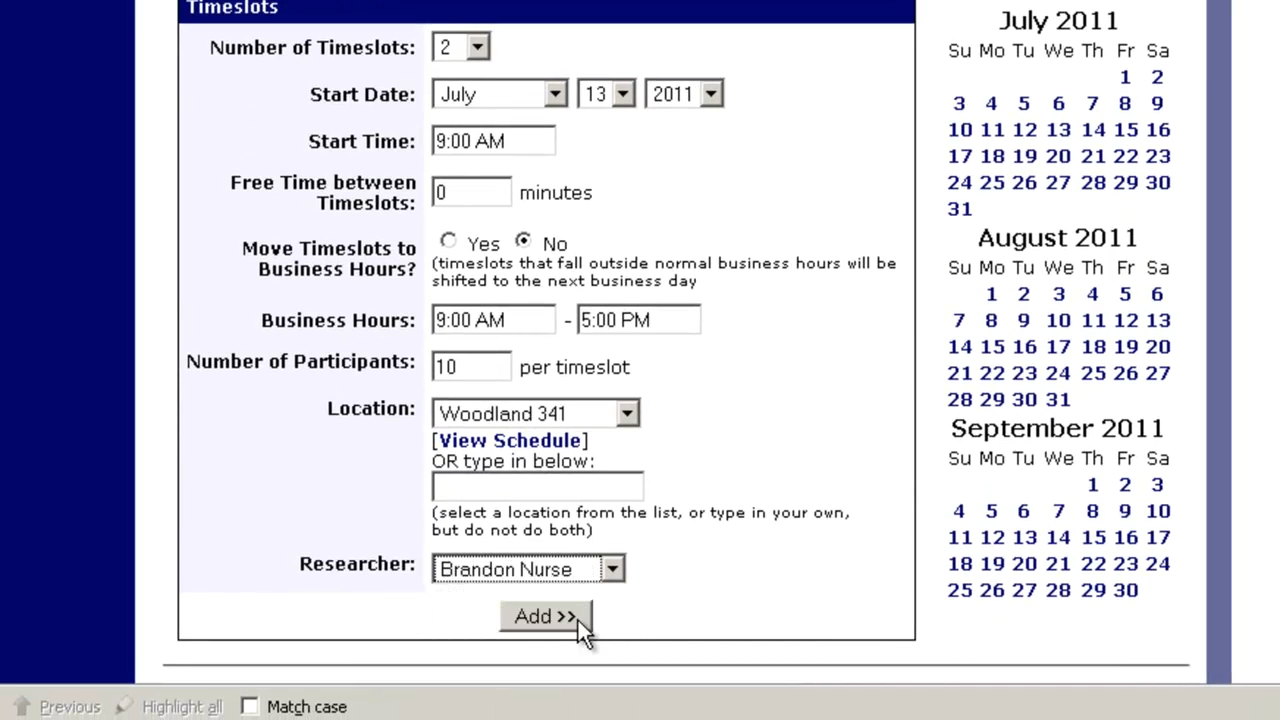 Timeslots
Number of Timeslots: 2
Start Date: July 13 2011
Start Time: 9:00 AM
Free Time between
Timeslots: 0 minutes
Move Timeslots to
Business Hours? Yes No
(timeslots that fall outside normal business hours will be
shifted to the next business day
Business Hours: 9:00 AM - 5:00 PM
Number of Participants: 10 per timeslot
Location: Woodland 341
[View Schedule]
OR type in below:
(select a location from the list, or type in your own,
but do not do both)
Researcher: Brandon Nurse
Add >>
July 2011
Su Mo Tu We Th Fr Sa
1 2
3 4 5 6 7 8 9
10 11 12 13 14 15 16
17 18 19 20 21 22 23
24 25 26 27 28 29 30
31
August 2011
Su Mo Tu We Th Fr Sa
1 2 3 4 5 6
7 8 9 10 11 12 13
14 15 16 17 18 19 20
21 22 23 24 25 26 27
28 29 30 31
September 2011
Su Mo Tu We Th Fr Sa
1 2 3
4 5 6 7 8 9 10
11 12 13 14 15 16 17
18 19 20 21 22 23 24
25 26 27 28 29 30
Previous Highlight all Match case